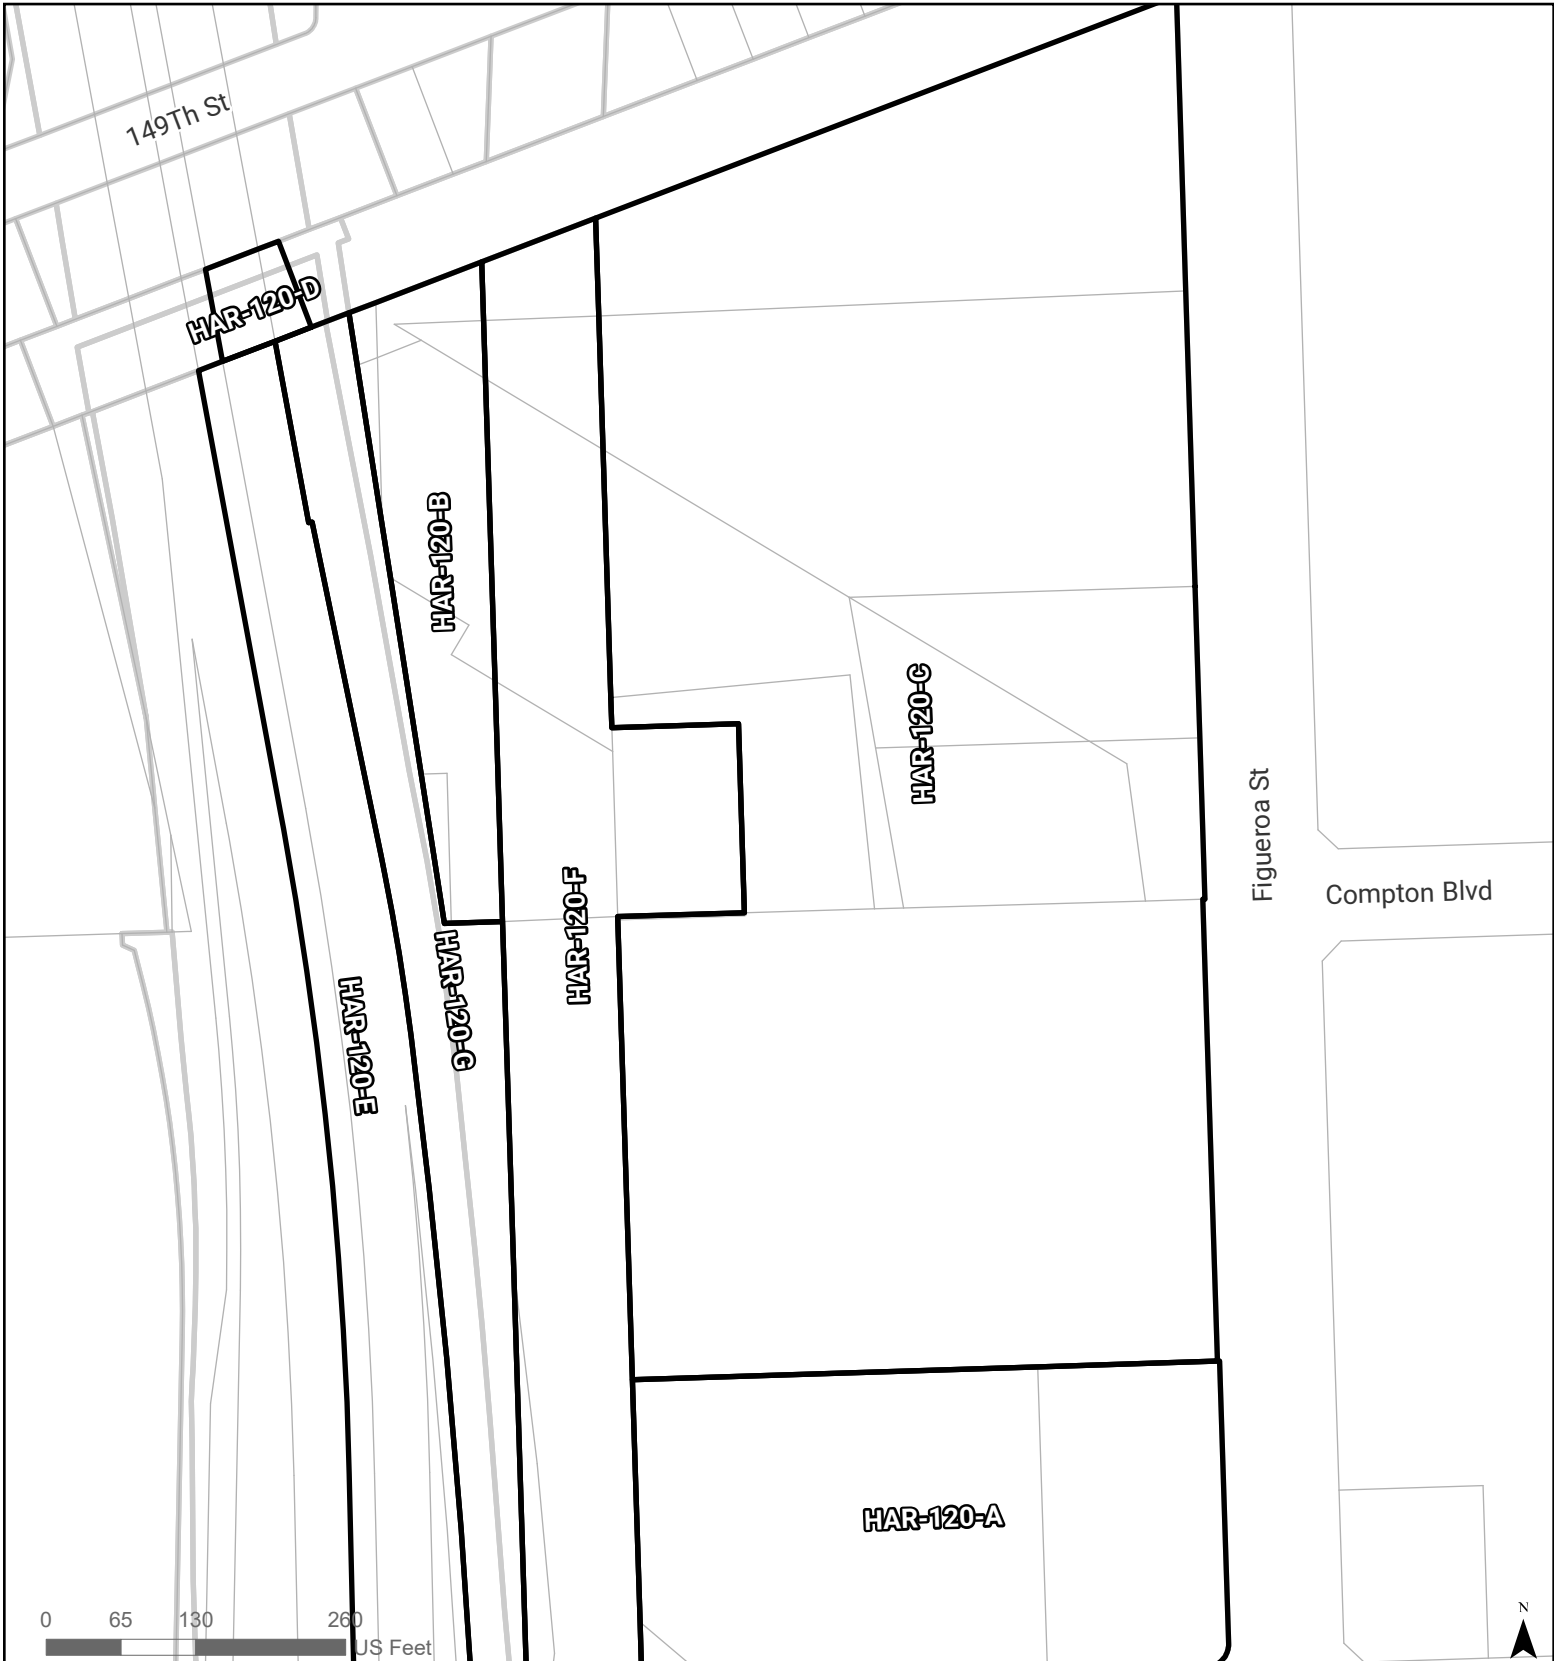 149Th St
HAR-120-D
HAR-120-B
HAR-120-C
Figueroa St
Compton Blvd
HAR-120-F
HAR-120-G
HAR-120-E
HAR-120-A
0 65 130 260
US Feet
N